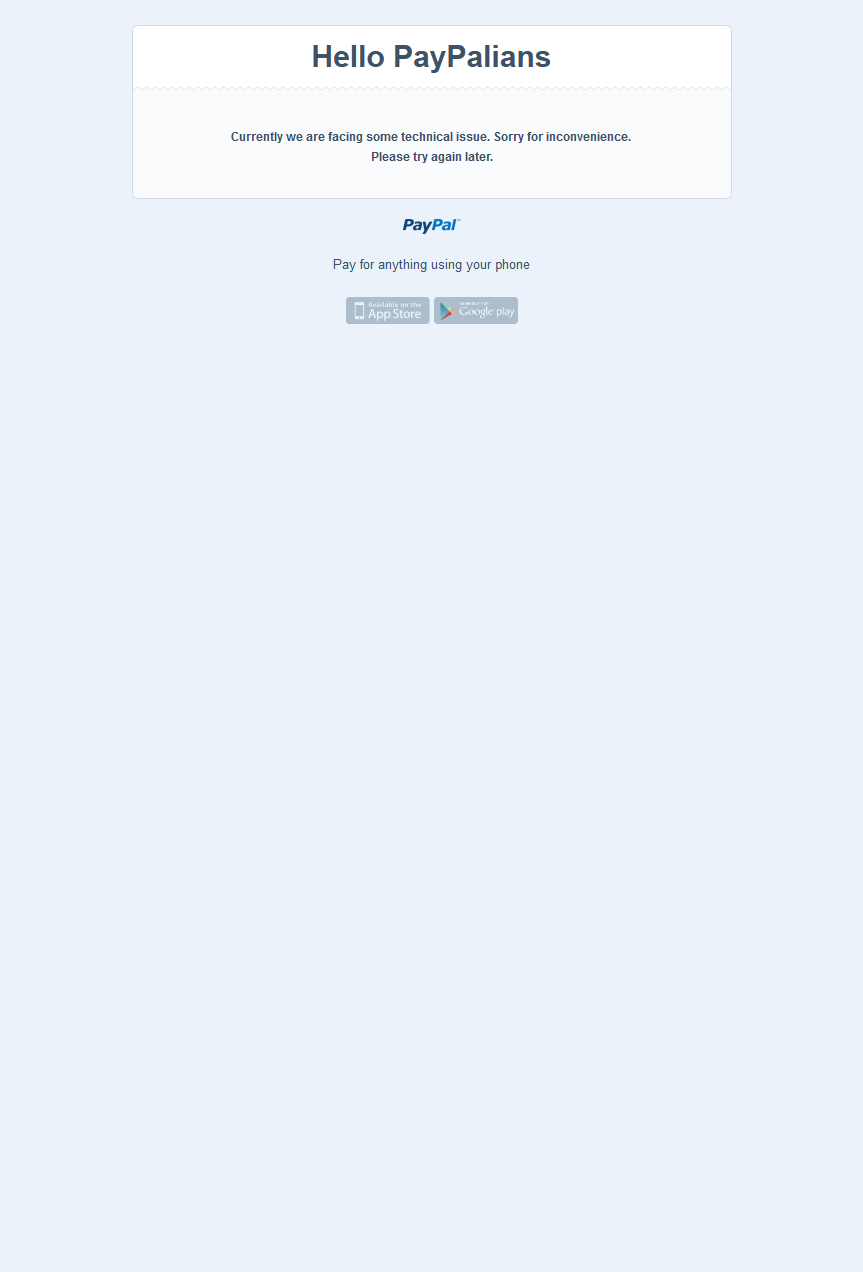 Hello PayPalians
Currently we are facing some technical issue. Sorry for inconvenience.
Please try again later.
PayPal
Pay for anything using your phone
Available on the
App Store
Google play